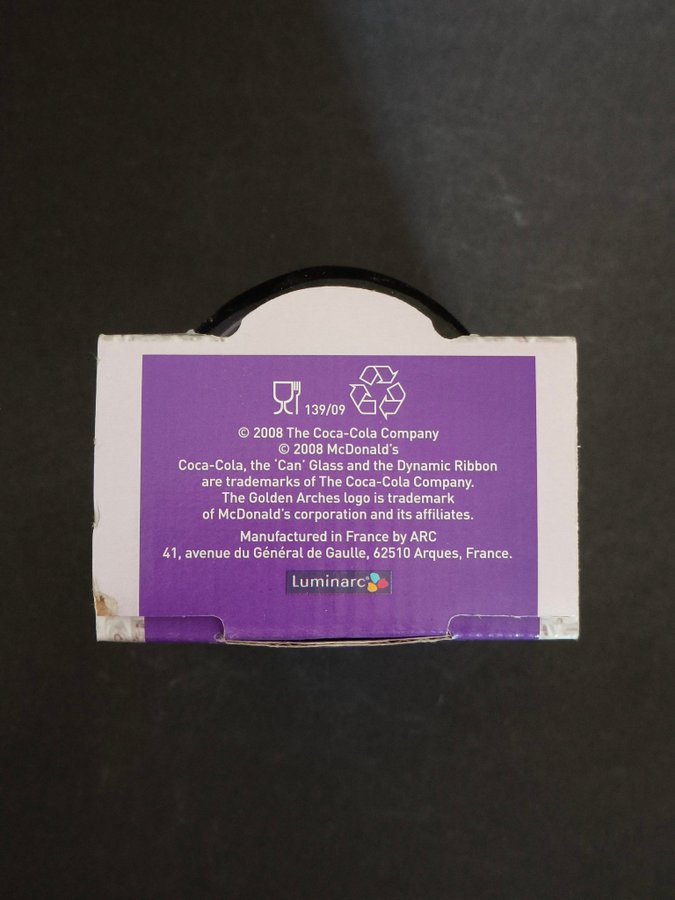 139/09
© 2008 The Coca-Cola Company
© 2008 McDonald's
Coca-Cola, the 'Can' Glass and the Dynamic Ribbon
are trademarks of The Coca-Cola Company.
The Golden Arches logo is trademark
of McDonald's corporation and its affiliates.
Manufactured in France by ARC
41, avenue du Général de Gaulle, 62510 Arques, France.
Luminarc